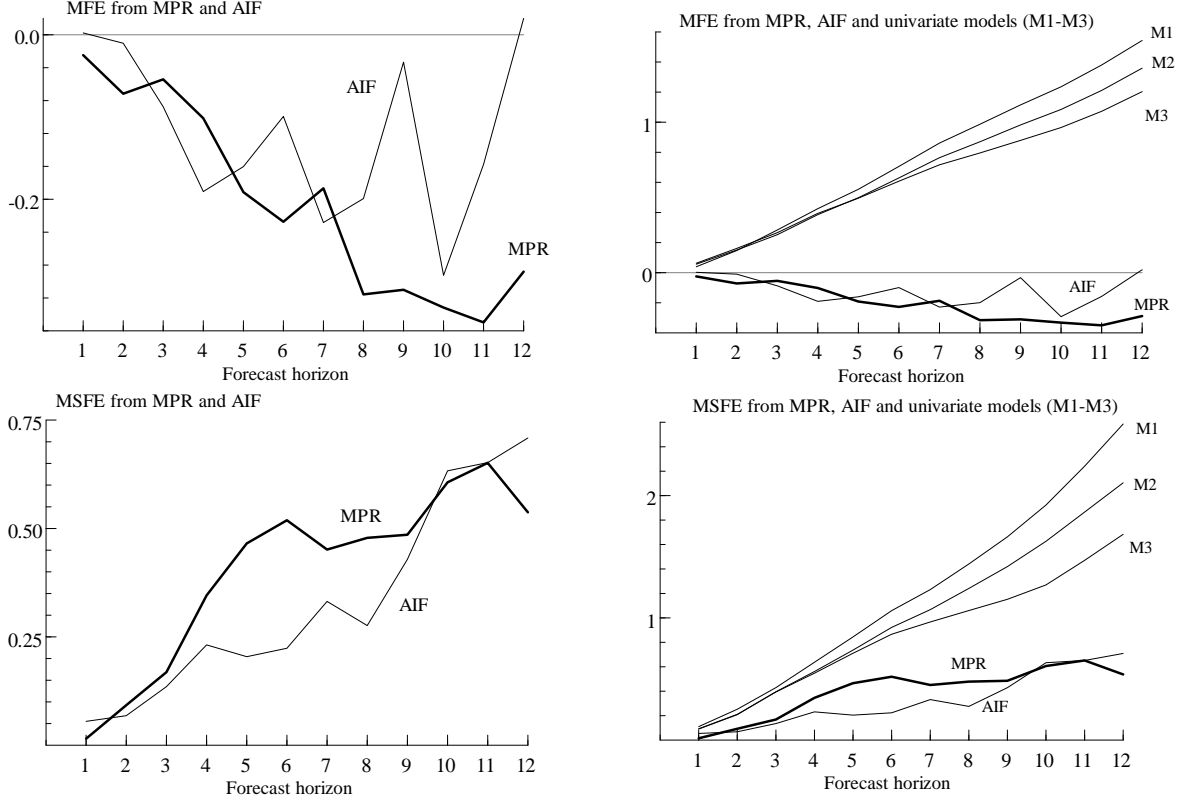 MFE from MPR and AIF
0.0
-0.2
AIF
MPR
1 2 3 4 5 6 7 8 9 10 11 12
Forecast horizon
MFE from MPR, AIF and univariate models (M1-M3)
1
0
M1
M2
M3
AIF
MPR
1 2 3 4 5 6 7 8 9 10 11 12
Forecast horizon
MSFE from MPR and AIF
0.75
0.50
0.25
MPR
AIF
1 2 3 4 5 6 7 8 9 10 11 12
Forecast horizon
MSFE from MPR, AIF and univariate models (M1-M3)
2
1
M1
M2
M3
MPR
AIF
1 2 3 4 5 6 7 8 9 10 11 12
Forecast horizon